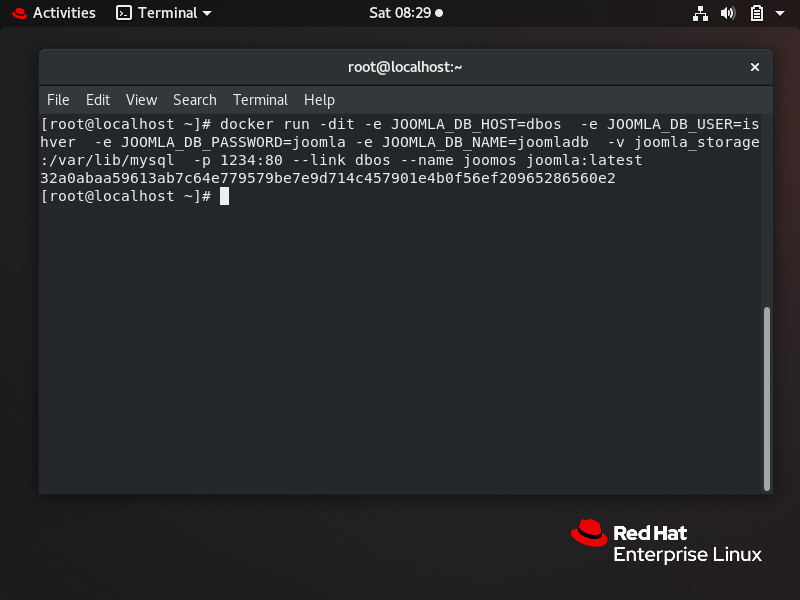 Activities Terminal Sat 08:29
root@localhost:~
File Edit View Search Terminal Help
[root@localhost ~]# docker run -dit -e JOOMLA_DB_HOST=dbos  -e JOOMLA_DB_USER=is
hver  -e JOOMLA_DB_PASSWORD=joomla -e JOOMLA_DB_NAME=joomladb  -v joomla_storage
:/var/lib/mysql  -p 1234:80 --link dbos --name joomos joomla:latest
32a0abaa59613ab7c64e779579be7e9d714c457901e4b0f56ef20965286560e2
[root@localhost ~]#
Red Hat
Enterprise Linux